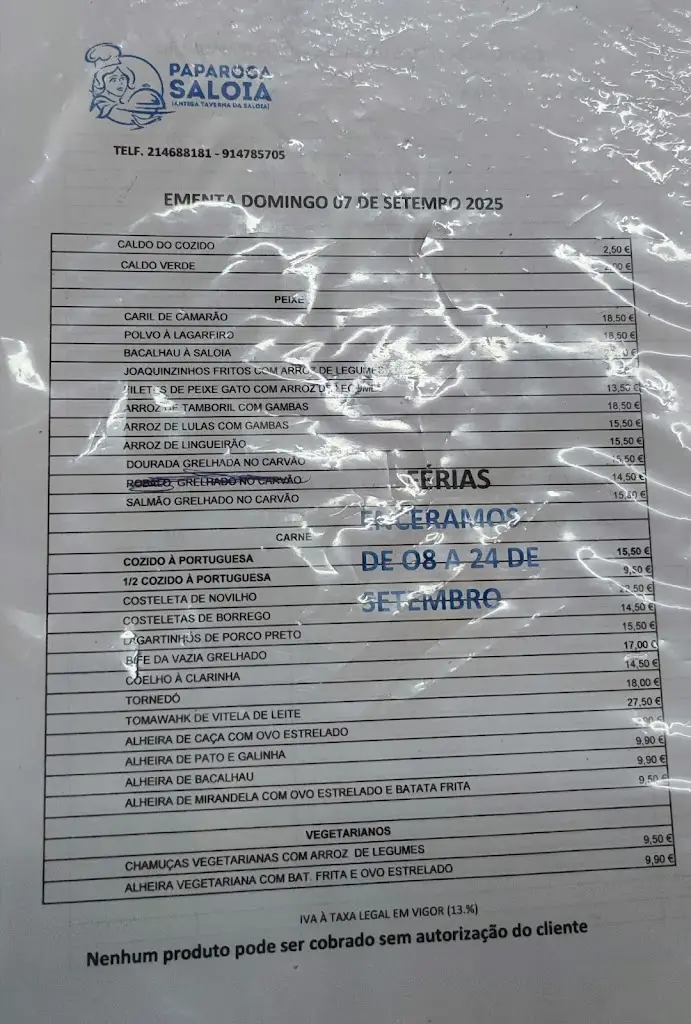 PAPAROCA
SALOIA
(ANTIGA TAVERNA DA SALOIA)
TELF. 214688181 - 914785705
EMENTA DOMINGO 07 DE SETEMPRO 2025
CALDO DO COZIDO 2,50 €
CALDO VERDE
PEIXE
CARIL DE CAMARÃO 18,50 €
POLVO À LAGAREIRO 18,50 €
BACALHAU À SALOIA
JOAQUINZINHOS FRITOS COM ARROZ DE LEGUMES
FILETES DE PEIXE GATO COM ARROZ DE LEGUMES 13,50 €
ARROZ DE TAMBORIL COM GAMBAS 18,50 €
ARROZ DE LULAS COM GAMBAS 15,50 €
ARROZ DE LINGUEIRÃO 15,50 €
DOURADA GRELHADA NO CARVÃO 15,50 €
ROBALO, GRELHADO NO CARVÃO 14,50 €
SALMÃO GRELHADO NO CARVÃO 15,50 €
FÉRIAS
ENCERAMOS
DE 08 A 24 DE
SETEMBRO
CARNE
COZIDO À PORTUGUESA 15,50 €
1/2 COZIDO À PORTUGUESA 9,50 €
COSTELETA DE NOVILHO
COSTELETAS DE BORREGO 14,50 €
LAGARTINHOS DE PORCO PRETO 15,50 €
BIFE DA VAZIA GRELHADO 17,00 €
COELHO À CLARINHA 14,50 €
TORNEDÓ 18,00 €
TOMAWAHK DE VITELA DE LEITE 27,50 €
ALHEIRA DE CAÇA COM OVO ESTRELADO
ALHEIRA DE PATO E GALINHA 9,90 €
ALHEIRA DE BACALHAU 9,90 €
ALHEIRA DE MIRANDELA COM OVO ESTRELADO E BATATA FRITA 9,50 €
VEGETARIANOS
CHAMUÇAS VEGETARIANAS COM ARROZ DE LEGUMES 9,50 €
ALHEIRA VEGETARIANA COM BAT. FRITA E OVO ESTRELADO 9,90 €
IVA À TAXA LEGAL EM VIGOR (13.%)
Nenhum produto pode ser cobrado sem autorização do cliente